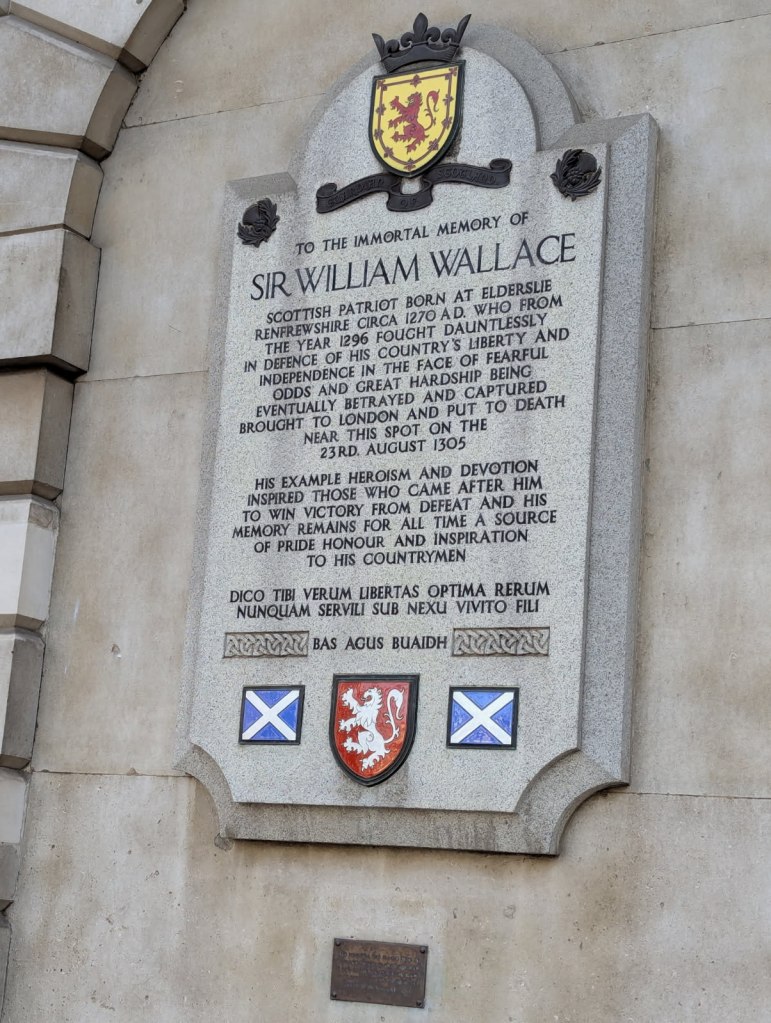 GUARDIAN OF SCOTLAND
TO THE IMMORTAL MEMORY OF
SIR WILLIAM WALLACE
SCOTTISH PATRIOT BORN AT ELDERSLIE
RENFREWSHIRE CIRCA 1270 A.D. WHO FROM
THE YEAR 1296 FOUGHT DAUNTLESSLY
IN DEFENCE OF HIS COUNTRY'S LIBERTY AND
INDEPENDENCE IN THE FACE OF FEARFUL
ODDS AND GREAT HARDSHIP BEING
EVENTUALLY BETRAYED AND CAPTURED
BROUGHT TO LONDON AND PUT TO DEATH
NEAR THIS SPOT ON THE
23RD. AUGUST 1305
HIS EXAMPLE HEROISM AND DEVOTION
INSPIRED THOSE WHO CAME AFTER HIM
TO WIN VICTORY FROM DEFEAT AND HIS
MEMORY REMAINS FOR ALL TIME A SOURCE
OF PRIDE HONOUR AND INSPIRATION
TO HIS COUNTRYMEN
DICO TIBI VERUM LIBERTAS OPTIMA RERUM
NUNQUAM SERVILI SUB NEXU VIVITO FILI
BAS AGUS BUAIDH